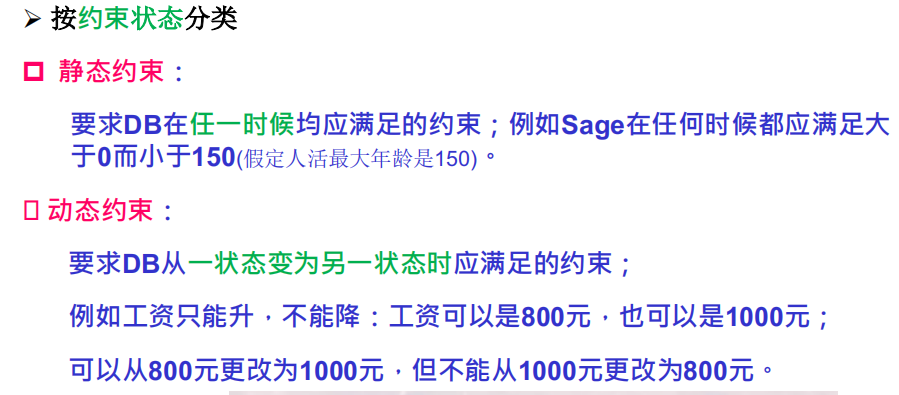 ➢ 按约束状态分类
静态约束：
要求DB在任一时候均应满足的约束；例如Sage在任何时候都应满足大
于0而小于150(假定人活最大年龄是150)。
动态约束：
要求DB从一状态变为另一状态时应满足的约束；
例如工资只能升，不能降：工资可以是800元，也可以是1000元；
可以从800元更改为1000元，但不能从1000元更改为800元。